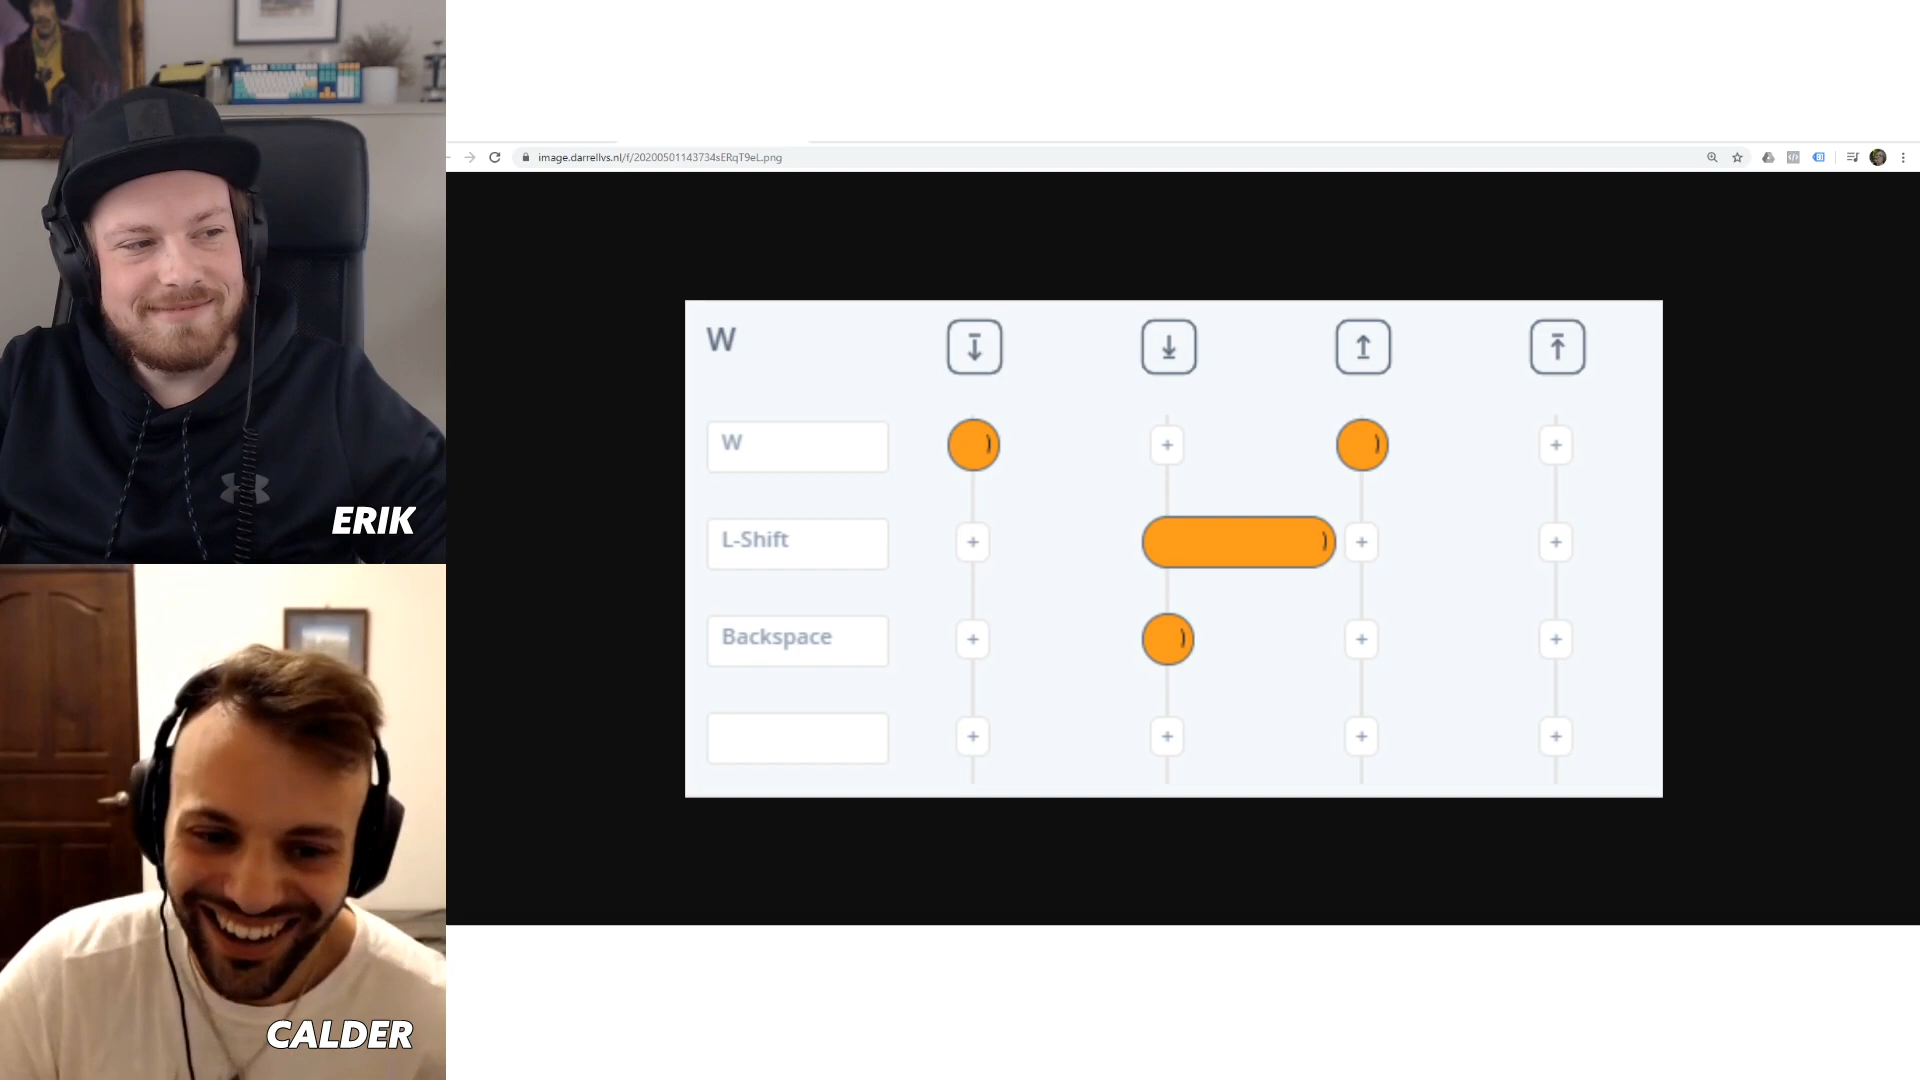 ERIK
CALDER
image.darrellvs.nl/f/20200501143734sERqT9eL.png
W
W
L-Shift
Backspace